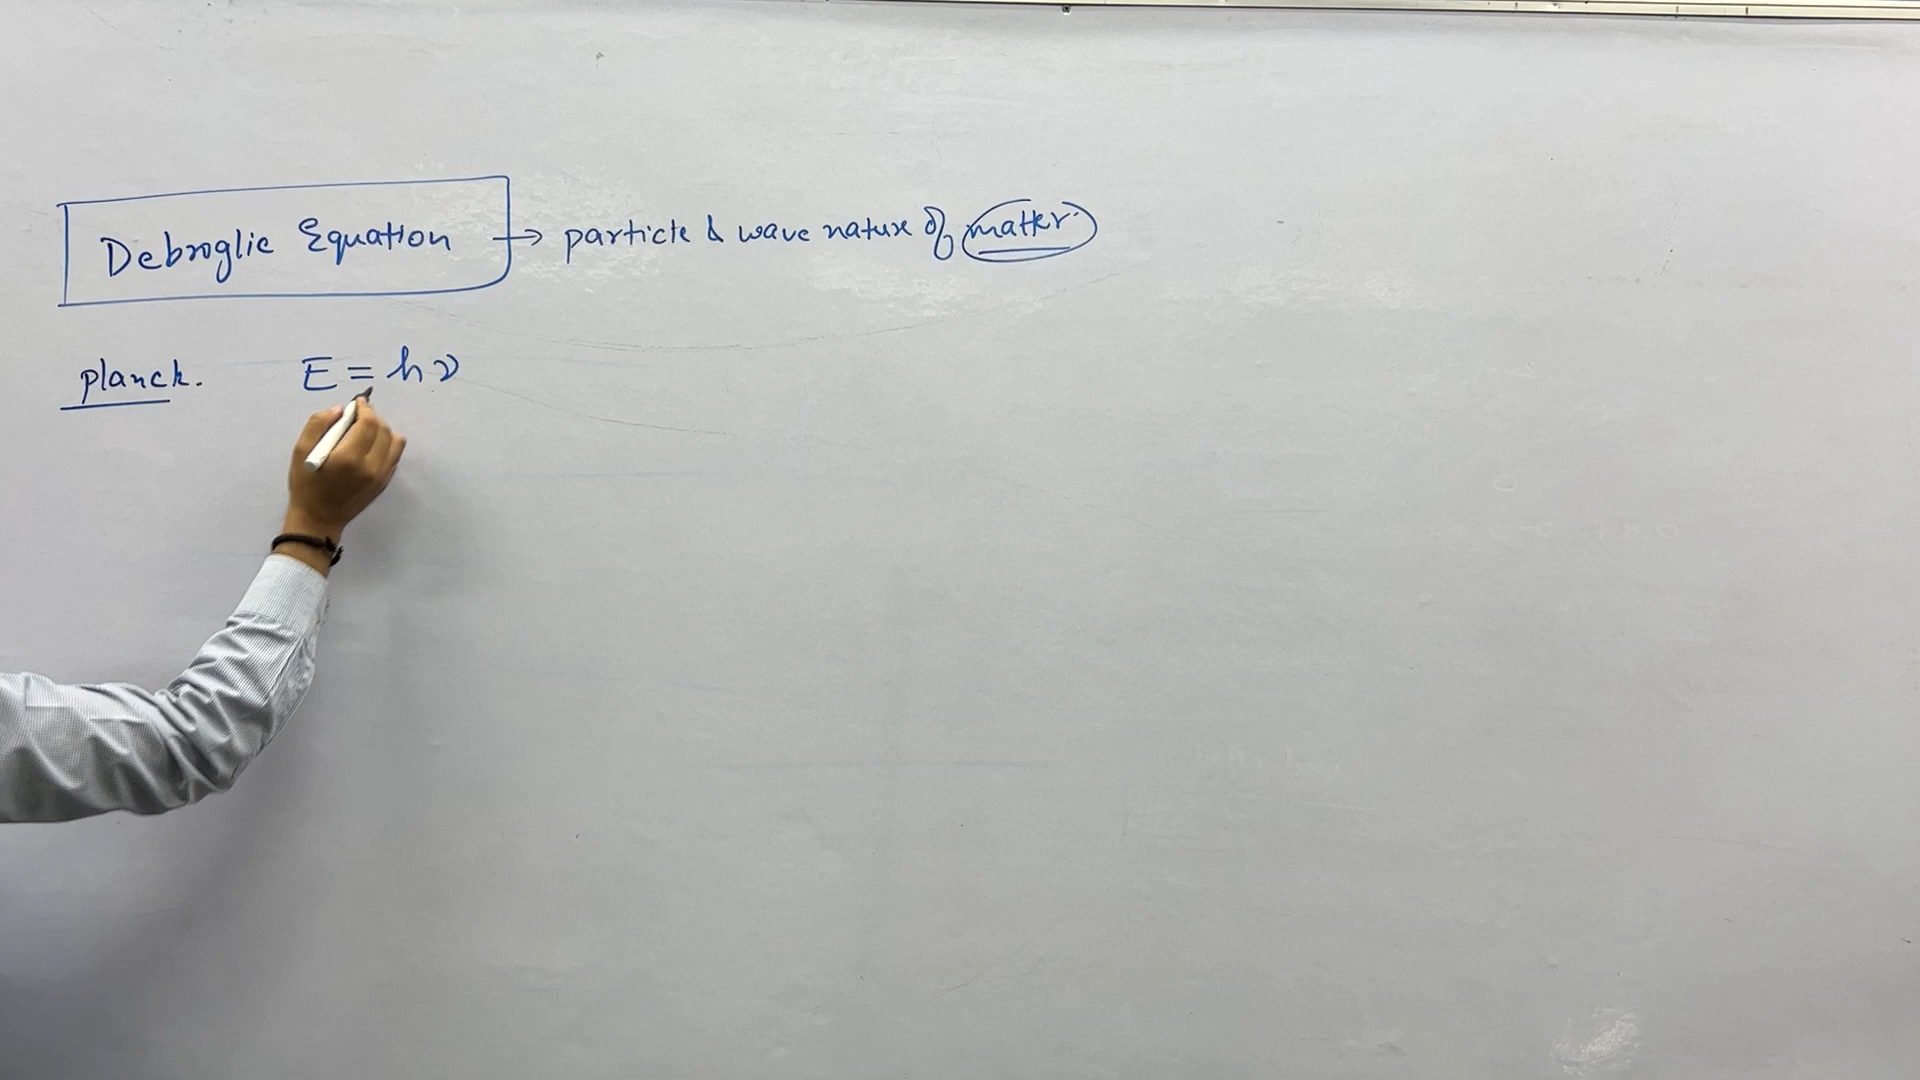 Debroglie Equation → particle & wave nature of matter.
planck. E = hν